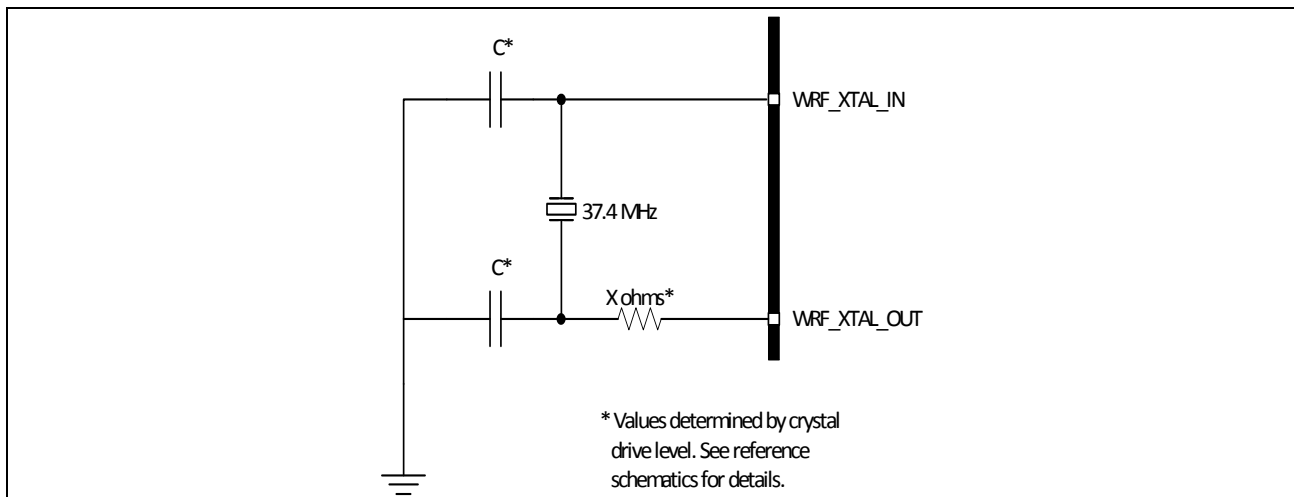 C*
WRF_XTAL_IN
37.4 MHz
C*
X ohms*
WRF_XTAL_OUT
* Values determined by crystal
drive level. See reference
schematics for details.